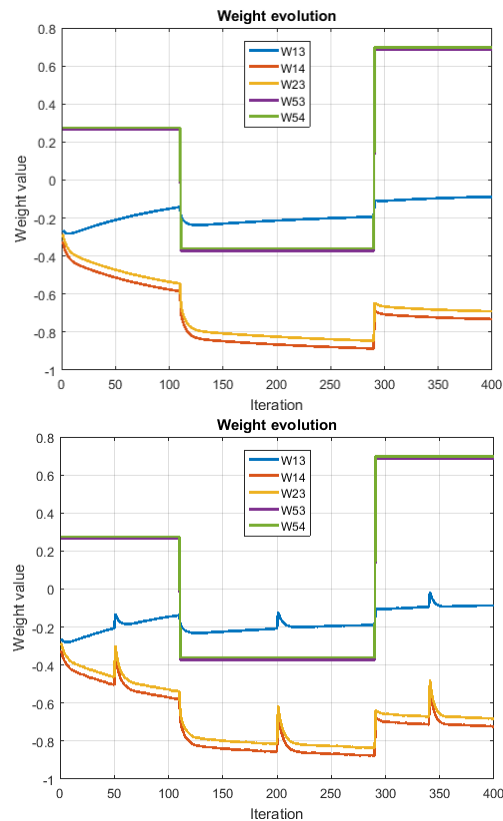 Weight evolution
0.8
0.6
0.4
0.2
0
-0.2
-0.4
-0.6
-0.8
-1
Weight value
W13
W14
W23
W53
W54
0 50 100 150 200 250 300 350 400
Iteration
Weight evolution
0.8
0.6
0.4
0.2
0
-0.2
-0.4
-0.6
-0.8
-1
Weight value
W13
W14
W23
W53
W54
0 50 100 150 200 250 300 350 400
Iteration